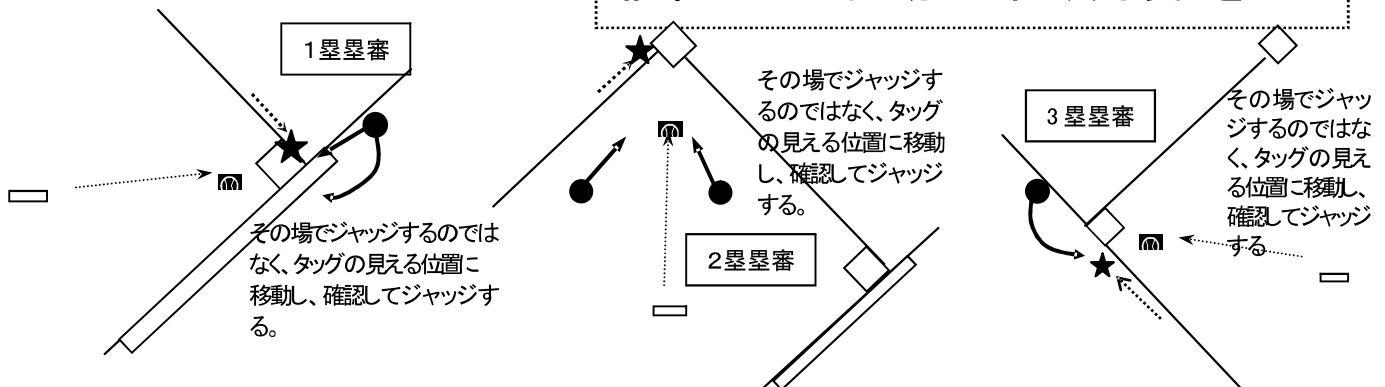 1塁塁審
その場でジャッジするのでは
なく、タッグの見える位置に
移動し、確認してジャッジす
る。
その場でジャッジす
るのではなく、タッグ
の見える位置に移動
し、確認してジャッジ
する。
2塁塁審
3塁塁審
その場でジャッ
ジするのではな
く、タッグの見え
る位置に移動し、
確認してジャッジ
する